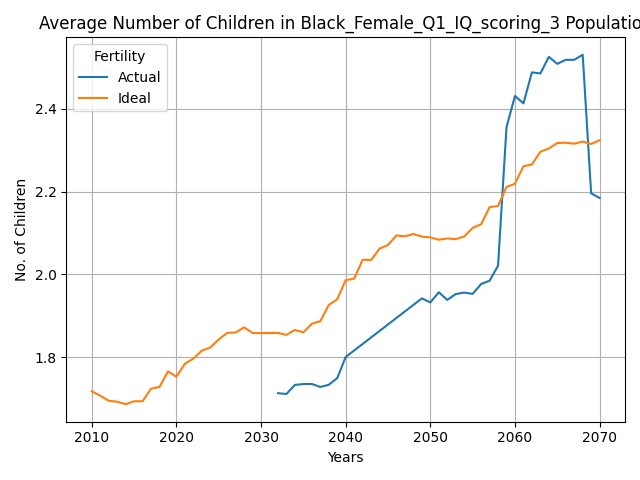 Average Number of Children in Black_Female_Q1_IQ_scoring_3 Populatio
Fertility
Actual
Ideal
No. of Children
2.4
2.2
2.0
1.8
2010 2020 2030 2040 2050 2060 2070
Years